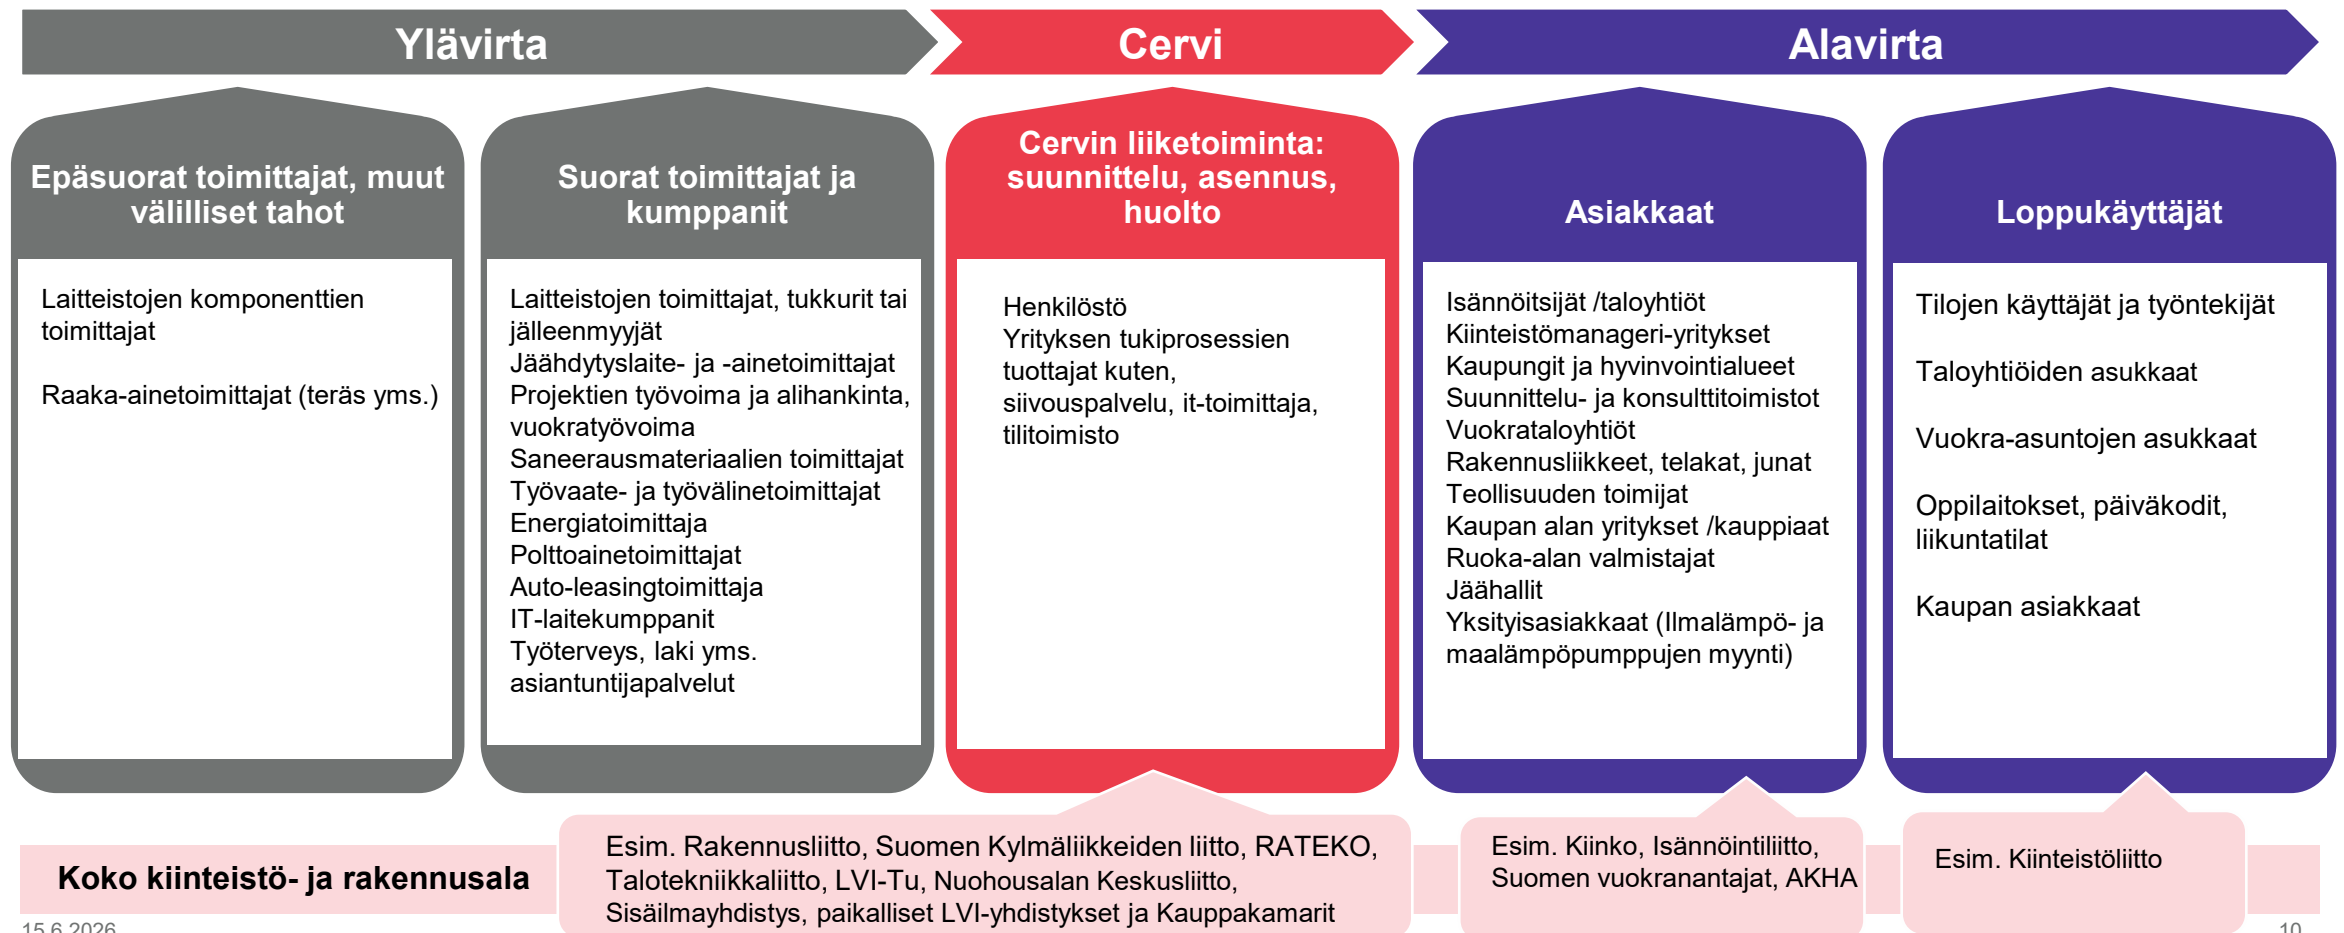 Ylävirta
Cervi
Alavirta
Epäsuorat toimittajat, muut
välilliset tahot
Laitteistojen komponenttien
toimittajat
Raaka-ainetoimittajat (teräs yms.)
Suorat toimittajat ja
kumppanit
Laitteistojen toimittajat, tukkurit tai
jälleenmyyjät
Jäähdytyslaite- ja -ainetoimittajat
Projektien työvoima ja alihankinta,
vuokratyövoima
Saneerausmateriaalien toimittajat
Työvaate- ja työvälinetoimittajat
Energiatoimittaja
Polttoainetoimittajat
Auto-leasingtoimittaja
IT-laitekumppanit
Työterveys, laki yms.
asiantuntijapalvelut
Cervin liiketoiminta:
suunnittelu, asennus,
huolto
Henkilöstö
Yrityksen tukiprosessien
tuottajat kuten,
siivouspalvelu, it-toimittaja,
tilitoimisto
Asiakkaat
Isännöitsijät /taloyhtiöt
Kiinteistömanageri-yritykset
Kaupungit ja hyvinvointialueet
Suunnittelu- ja konsulttitoimistot
Vuokrataloyhtiöt
Rakennusliikkeet, telakat, junat
Teollisuuden toimijat
Kaupan alan yritykset /kauppiaat
Ruoka-alan valmistajat
Jäähallit
Yksityisasiakkaat (Ilmalämpö- ja
maalämpöpumppujen myynti)
Loppukäyttäjät
Tilojen käyttäjät ja työntekijät
Taloyhtiöiden asukkaat
Vuokra-asuntojen asukkaat
Oppilaitokset, päiväkodit,
liikuntatilat
Kaupan asiakkaat
Koko kiinteistö- ja rakennusala
Esim. Rakennusliitto, Suomen Kylmäliikkeiden liitto, RATEKO,
Talotekniikkaliitto, LVI-Tu, Nuohousalan Keskusliitto,
Sisäilmayhdistys, paikalliset LVI-yhdistykset ja Kauppakamarit
Esim. Kiinko, Isännöintiliitto,
Suomen vuokranantajat, AKHA
Esim. Kiinteistöliitto
15.6.2026
10